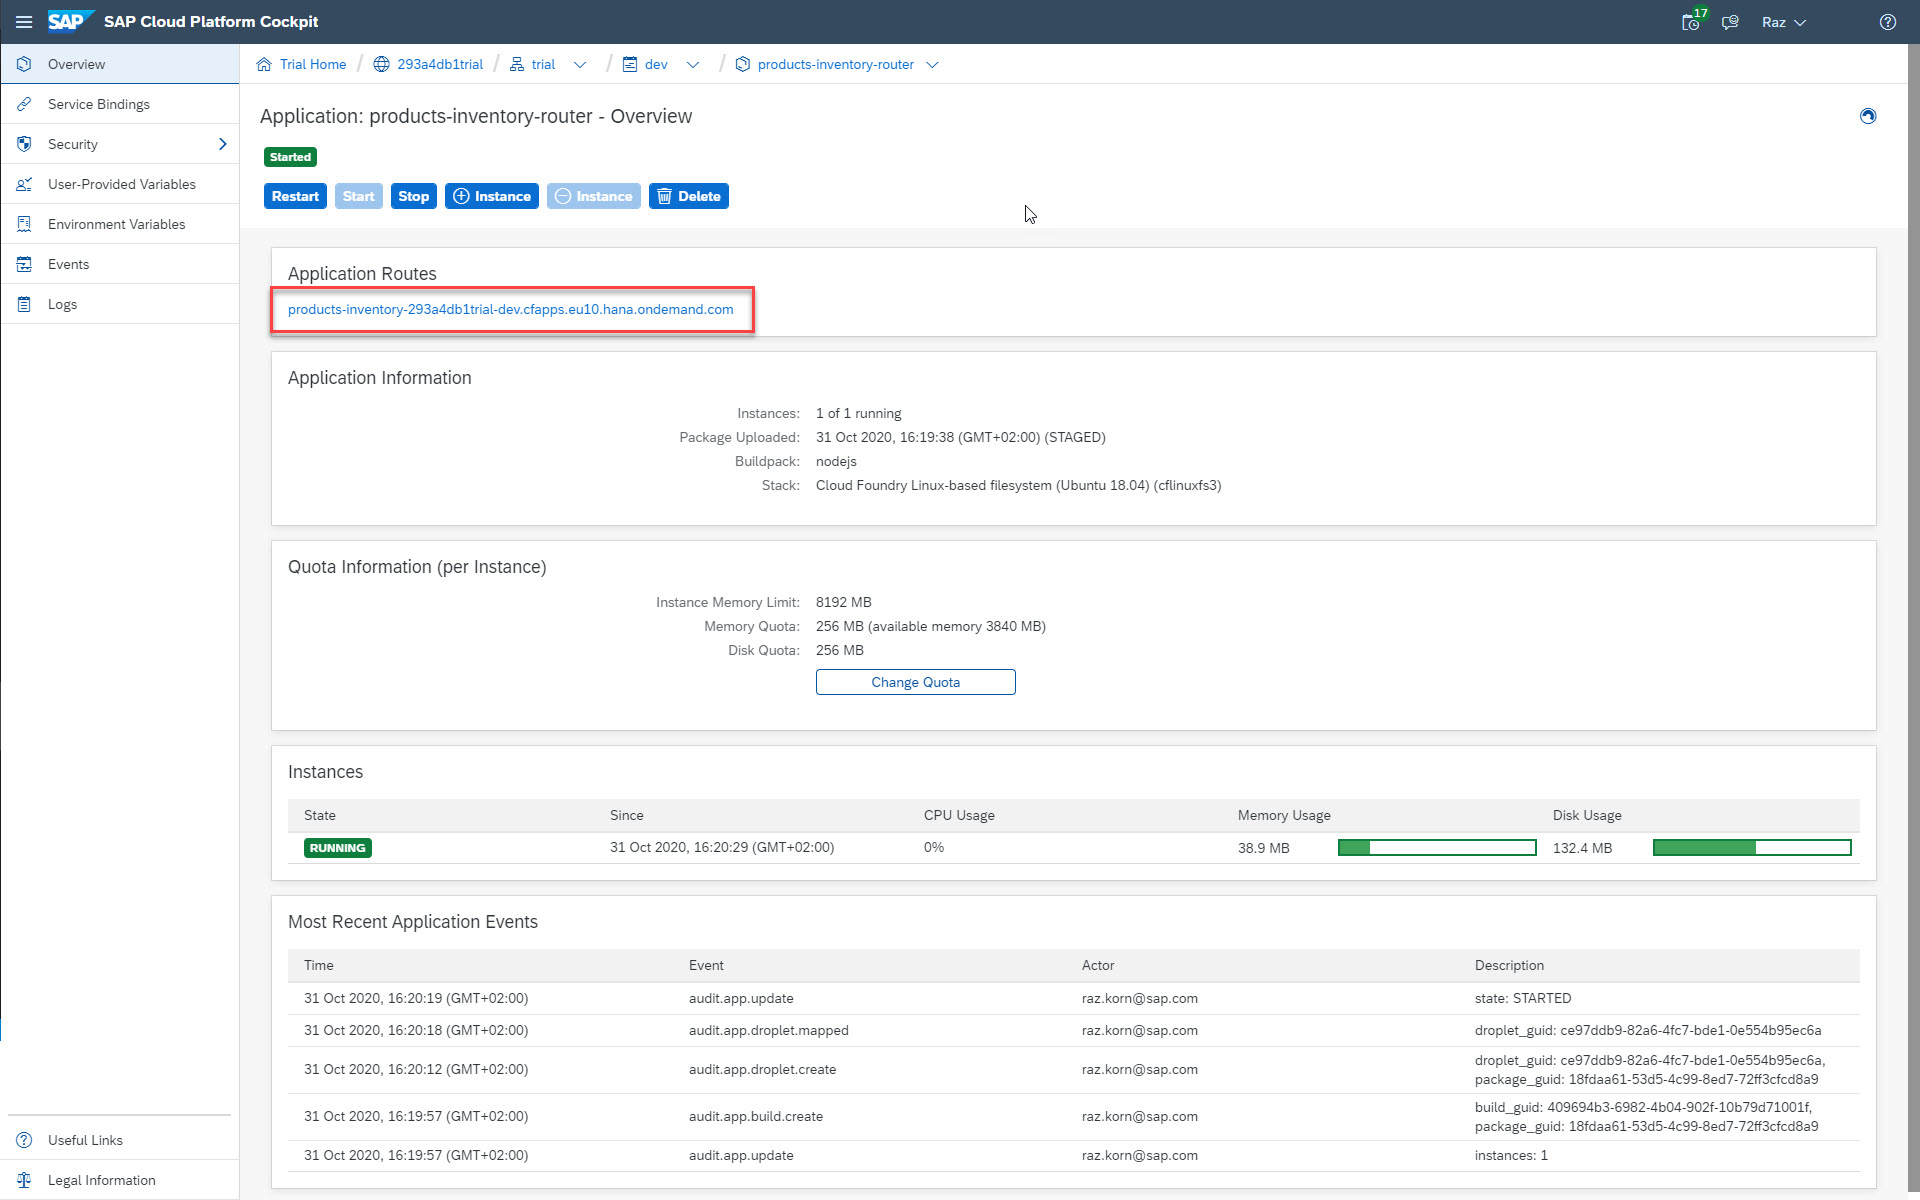 SAP SAP Cloud Platform Cockpit
17
Raz
Overview
Service Bindings
Security
User-Provided Variables
Environment Variables
Events
Logs
Useful Links
Legal Information
Trial Home / 293a4db1trial / trial / dev / products-inventory-router
Application: products-inventory-router - Overview
Started
Restart Start Stop Instance Instance Delete
Application Routes
products-inventory-293a4db1trial-dev.cfapps.eu10.hana.ondemand.com
Application Information
Instances: 1 of 1 running
Package Uploaded: 31 Oct 2020, 16:19:38 (GMT+02:00) (STAGED)
Buildpack: nodejs
Stack: Cloud Foundry Linux-based filesystem (Ubuntu 18.04) (cflinuxfs3)
Quota Information (per Instance)
Instance Memory Limit: 8192 MB
Memory Quota: 256 MB (available memory 3840 MB)
Disk Quota: 256 MB
Change Quota
Instances
State Since CPU Usage Memory Usage Disk Usage
RUNNING 31 Oct 2020, 16:20:29 (GMT+02:00) 0% 38.9 MB 132.4 MB
Most Recent Application Events
Time Event Actor Description
31 Oct 2020, 16:20:19 (GMT+02:00) audit.app.update raz.korn@sap.com state: STARTED
31 Oct 2020, 16:20:18 (GMT+02:00) audit.app.droplet.mapped raz.korn@sap.com droplet_guid: ce97ddb9-82a6-4fc7-bde1-0e554b95ec6a
31 Oct 2020, 16:20:12 (GMT+02:00) audit.app.droplet.create raz.korn@sap.com droplet_guid: ce97ddb9-82a6-4fc7-bde1-0e554b95ec6a,
package_guid: 18fdaa61-53d5-4c99-8ed7-72ff3cfcd8a9
31 Oct 2020, 16:19:57 (GMT+02:00) audit.app.build.create raz.korn@sap.com build_guid: 409694b3-6982-4b04-902f-10b79d71001f,
package_guid: 18fdaa61-53d5-4c99-8ed7-72ff3cfcd8a9
31 Oct 2020, 16:19:57 (GMT+02:00) audit.app.update raz.korn@sap.com instances: 1